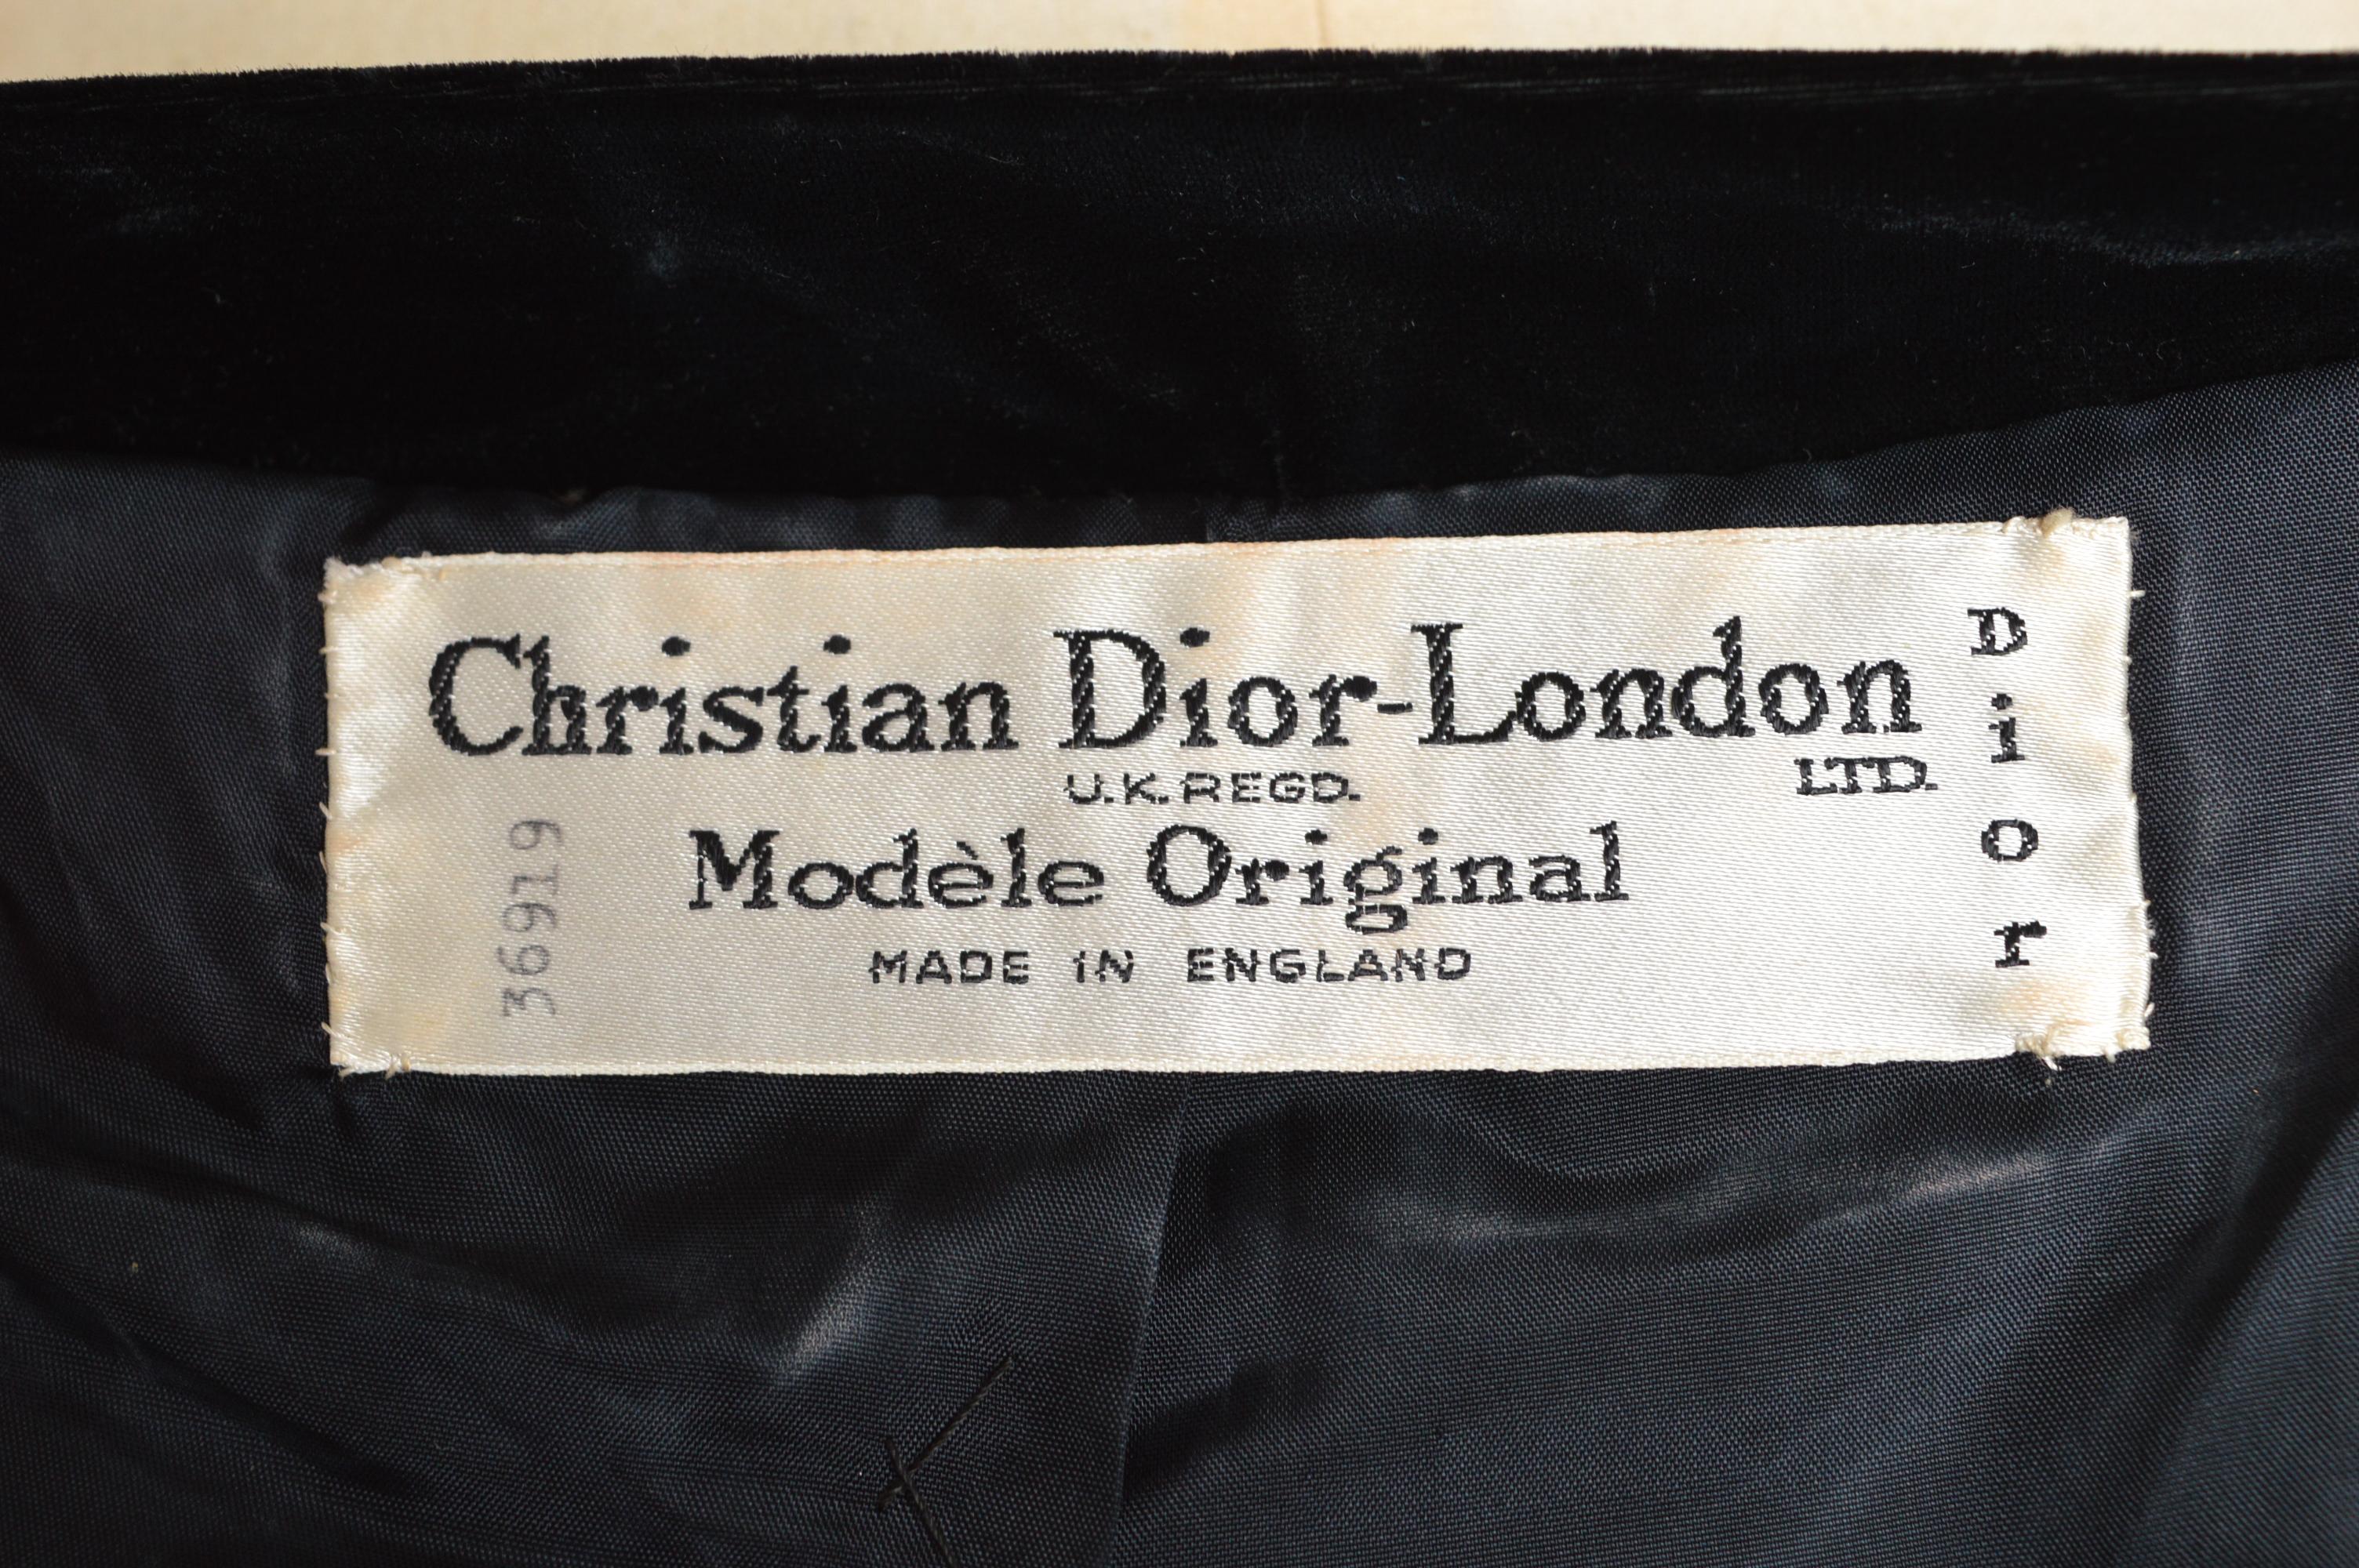 Christian Dior-London
U.K. REGD.
LTD.
Modèle Original
MADE IN ENGLAND
Dior
36919